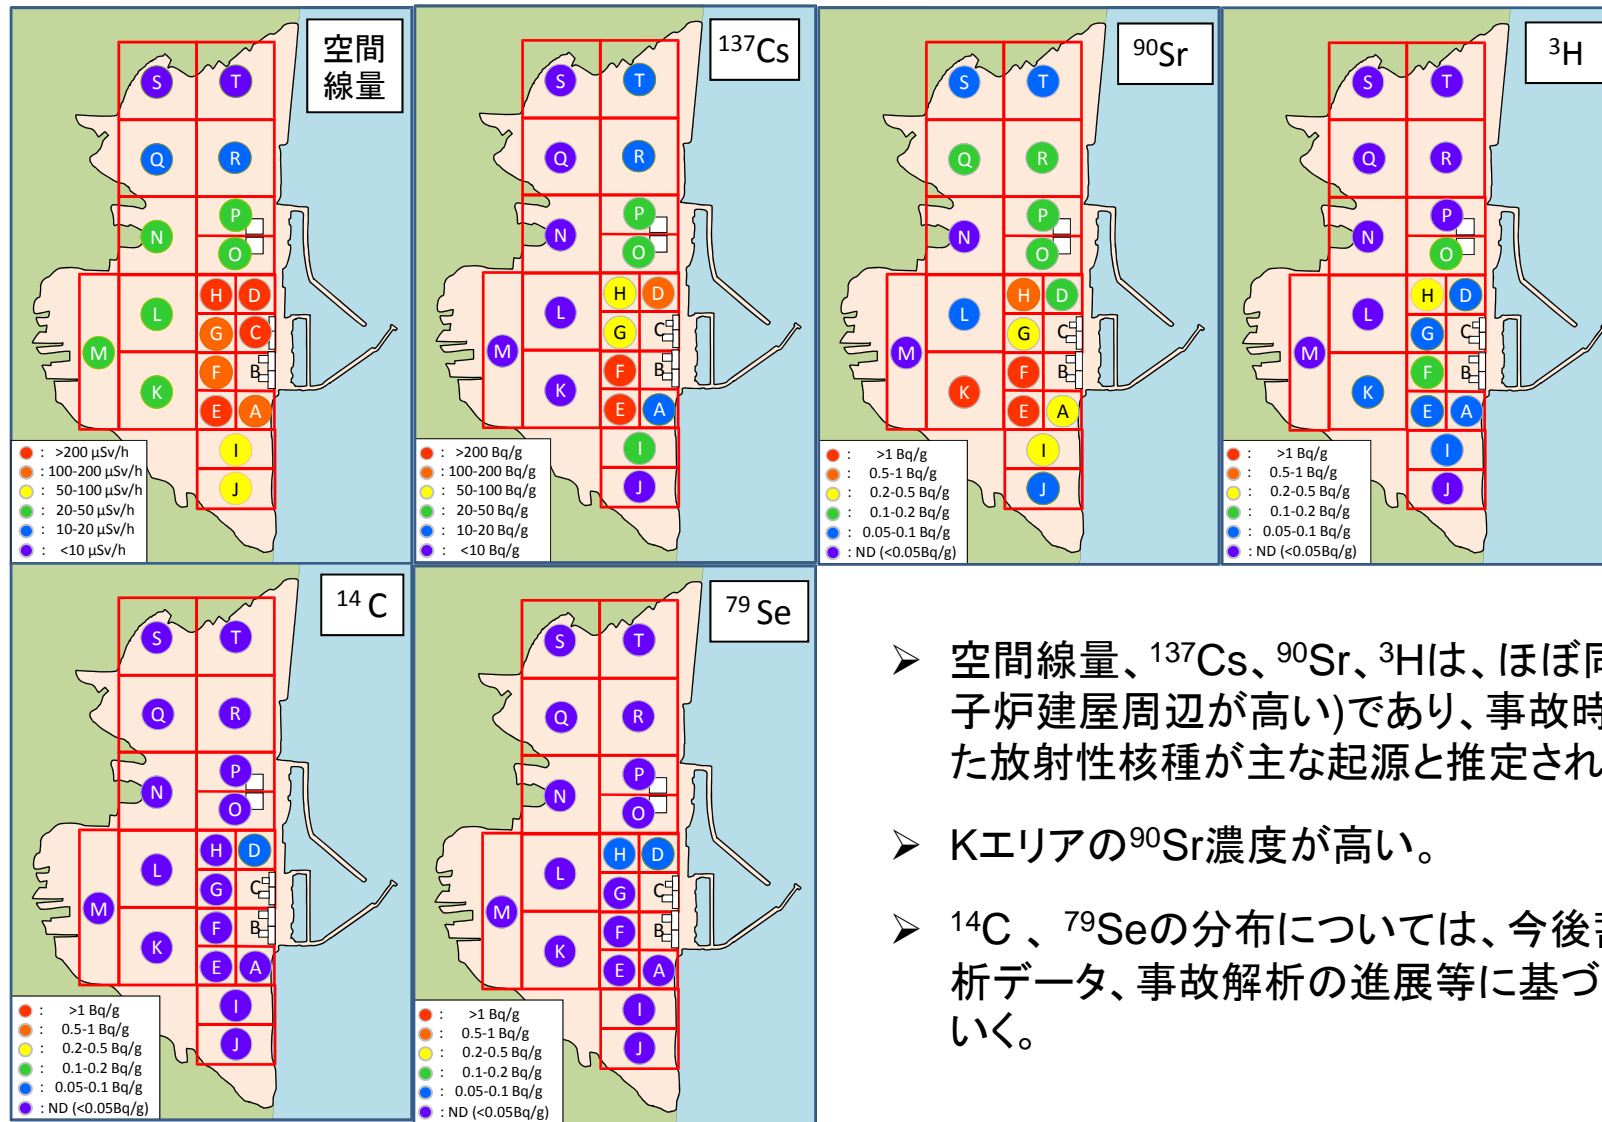 空間
線量
S T
Q R
P
N
O
H D
L
G C
M
F B
K
E A
I
J
: >200 μSv/h
: 100-200 μSv/h
: 50-100 μSv/h
: 20-50 μSv/h
: 10-20 μSv/h
: <10 μSv/h
137Cs
S T
Q R
P
N
O
H D
L
G C
M
F B
K
E A
I
J
: >200 Bq/g
: 100-200 Bq/g
: 50-100 Bq/g
: 20-50 Bq/g
: 10-20 Bq/g
: <10 Bq/g
90Sr
S T
Q R
P
N
O
H D
L
G C
M
F B
K
E A
I
J
: >1 Bq/g
: 0.5-1 Bq/g
: 0.2-0.5 Bq/g
: 0.1-0.2 Bq/g
: 0.05-0.1 Bq/g
: ND (<0.05Bq/g)
3H
S T
Q R
P
N
O
H D
L
G C
M
F B
K
E A
I
J
: >1 Bq/g
: 0.5-1 Bq/g
: 0.2-0.5 Bq/g
: 0.1-0.2 Bq/g
: 0.05-0.1 Bq/g
: ND (<0.05Bq/g)
14 C
S T
Q R
P
N
O
H D
L
G C
M
F B
K
E A
I
J
: >1 Bq/g
: 0.5-1 Bq/g
: 0.2-0.5 Bq/g
: 0.1-0.2 Bq/g
: 0.05-0.1 Bq/g
: ND (<0.05Bq/g)
79 Se
S T
Q R
P
N
O
H D
L
G C
M
F B
K
E A
I
J
: >1 Bq/g
: 0.5-1 Bq/g
: 0.2-0.5 Bq/g
: 0.1-0.2 Bq/g
: 0.05-0.1 Bq/g
: ND (<0.05Bq/g)
➢ 空間線量、137Cs、90Sr、3Hは、ほぼ同
子炉建屋周辺が高い)であり、事故時
た放射性核種が主な起源と推定され
➢ Kエリアの90Sr濃度が高い。
➢ 14C 、79Seの分布については、今後
析データ、事故解析の進展等に基づ
いく。